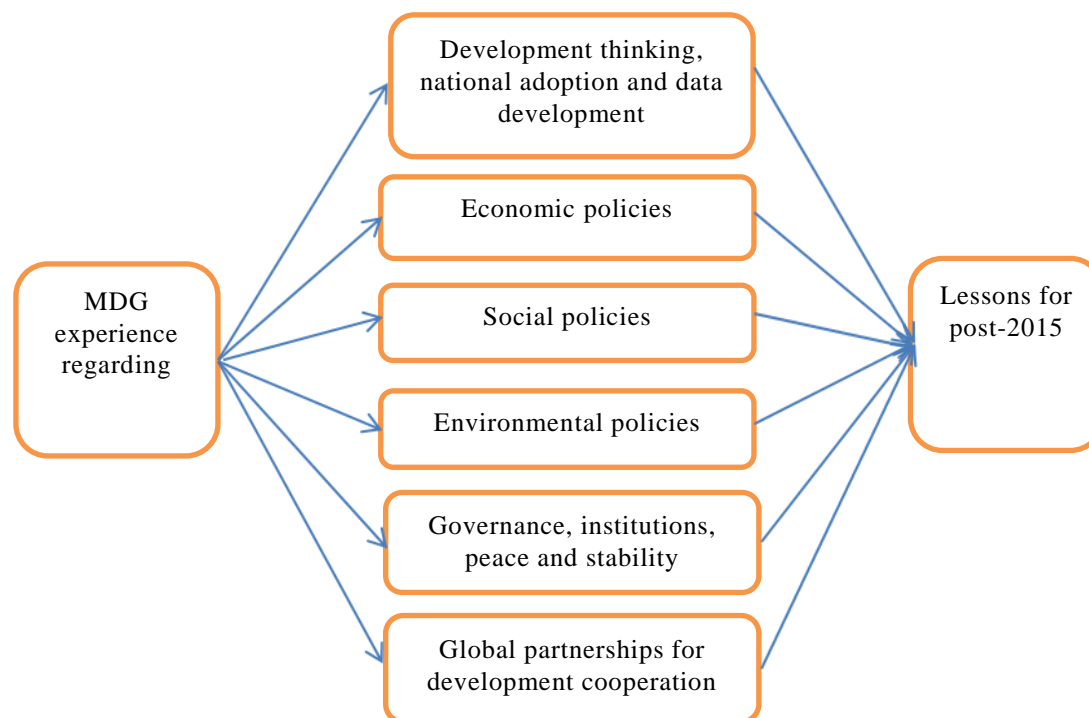 Development thinking,
national adoption and data
development
Economic policies
MDG
experience
regarding
Social policies
Lessons for
post-2015
Environmental policies
Governance, institutions,
peace and stability
Global partnerships for
development cooperation